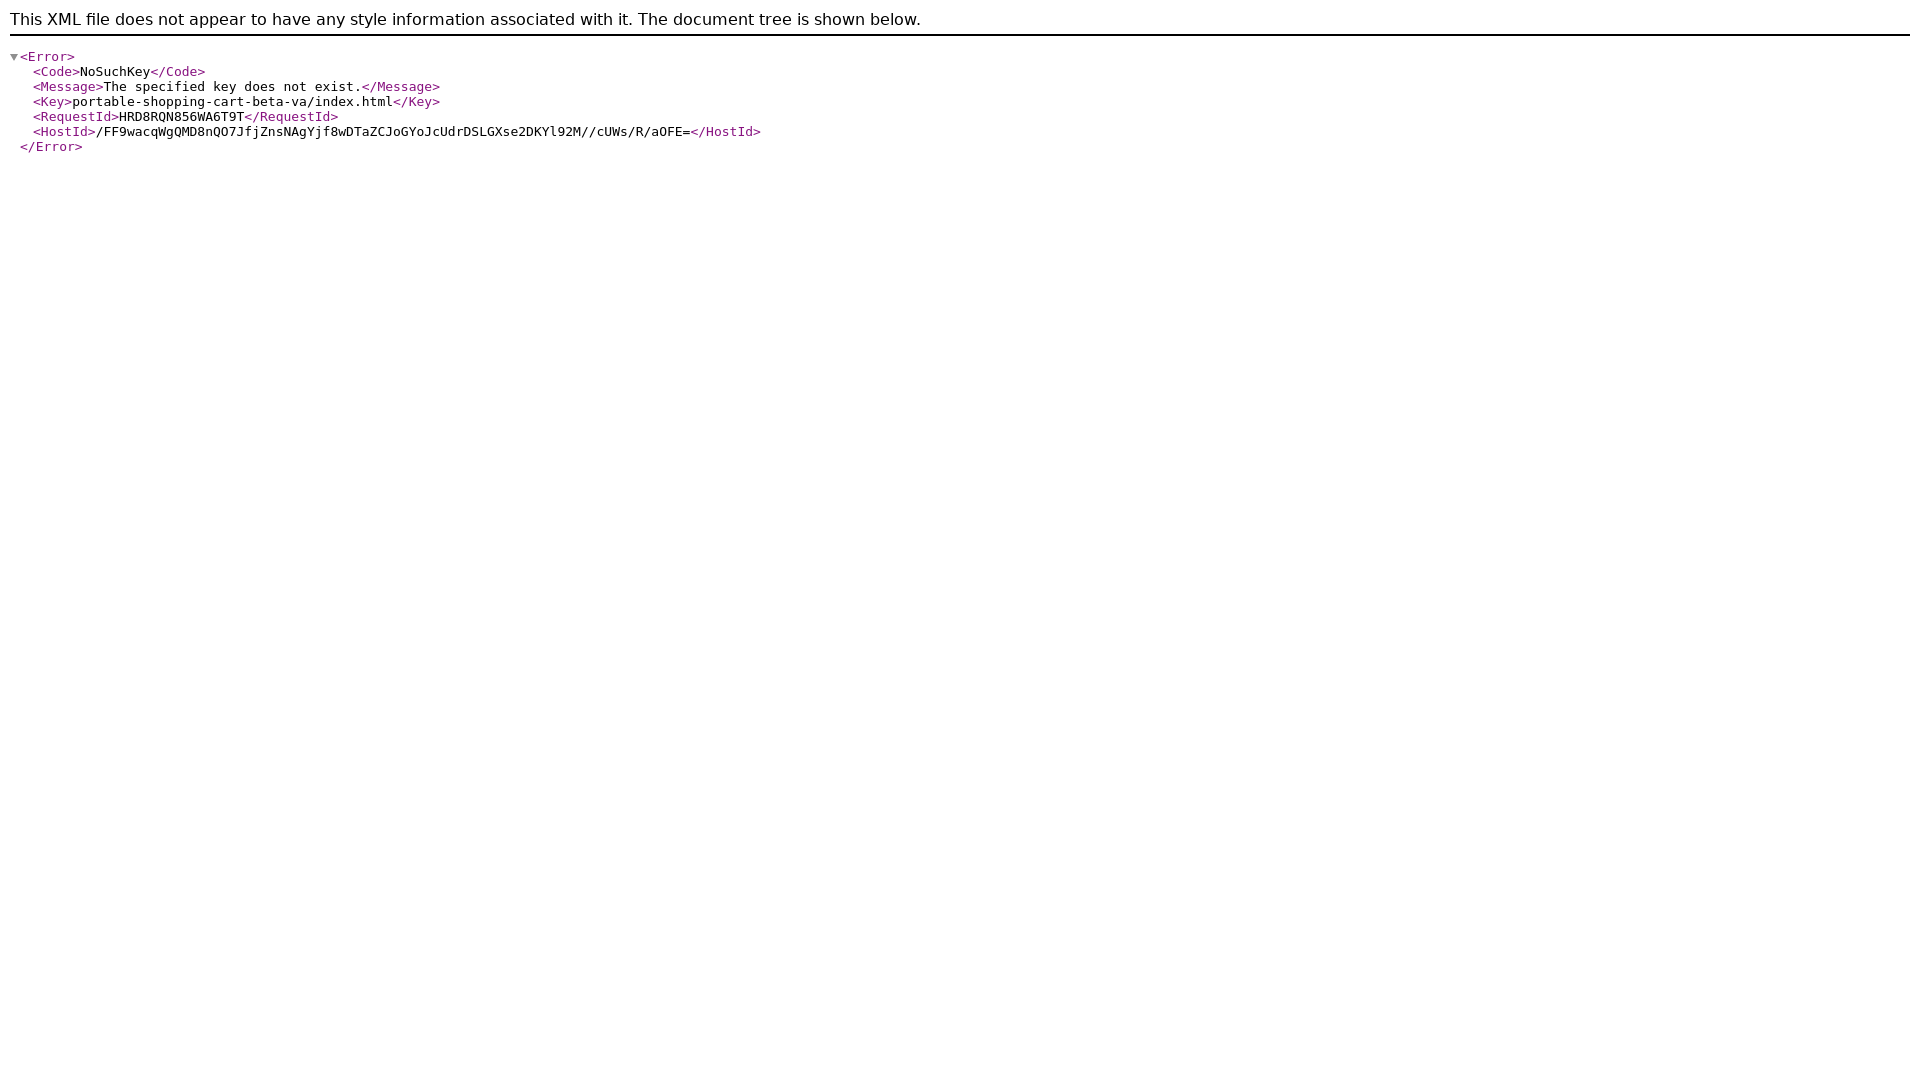 This XML file does not appear to have any style information associated with it. The document tree is shown below.
<Error>
<Code>NoSuchKey</Code>
<Message>The specified key does not exist.</Message>
<Key>portable-shopping-cart-beta-va/index.html</Key>
<RequestId>HRD8RQN856WA6T9T</RequestId>
<HostId>/FF9wacqWgQMD8nQO7JfjZnsNAgYjf8wDTaZCJoGYoJcUdrDSLGXse2DKYl92M//cUWs/R/aOFE=</HostId>
</Error>